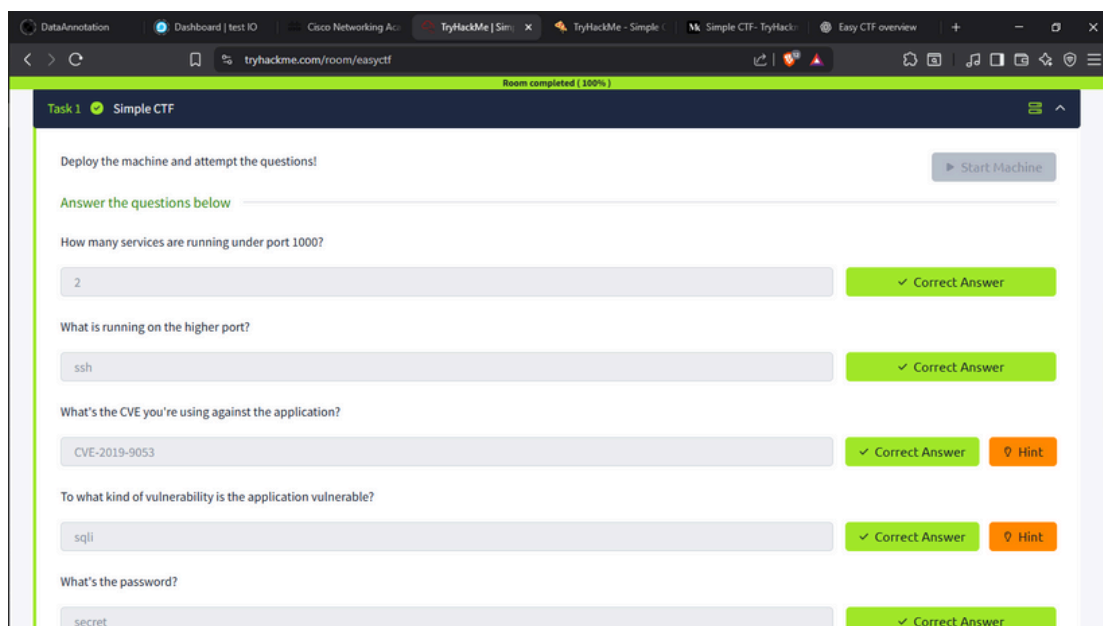 DataAnnotation
Dashboard | test IO
Cisco Networking Aca
TryHackMe | Simp
TryHackMe - Simple C
Mk Simple CTF- TryHackm
Easy CTF overview
tryhackme.com/room/easyctf
Room completed ( 100% )
Task 1 Simple CTF
Deploy the machine and attempt the questions!
Start Machine
Answer the questions below
How many services are running under port 1000?
2
Correct Answer
What is running on the higher port?
ssh
Correct Answer
What's the CVE you're using against the application?
CVE-2019-9053
Correct Answer
Hint
To what kind of vulnerability is the application vulnerable?
sqli
Correct Answer
Hint
What's the password?
secret
Correct Answer